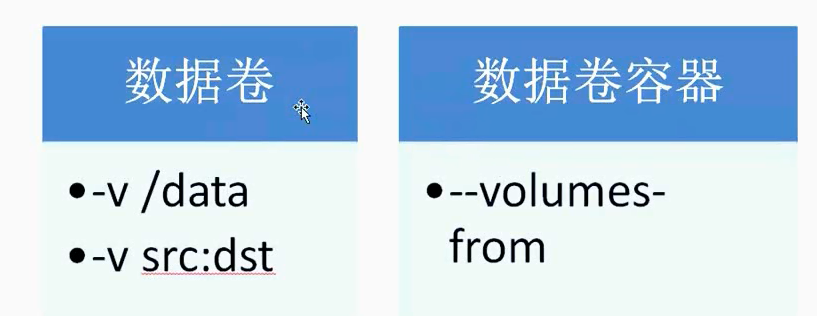 数据卷
•-v /data
•-v src:dst
数据卷容器
•--volumes-
from